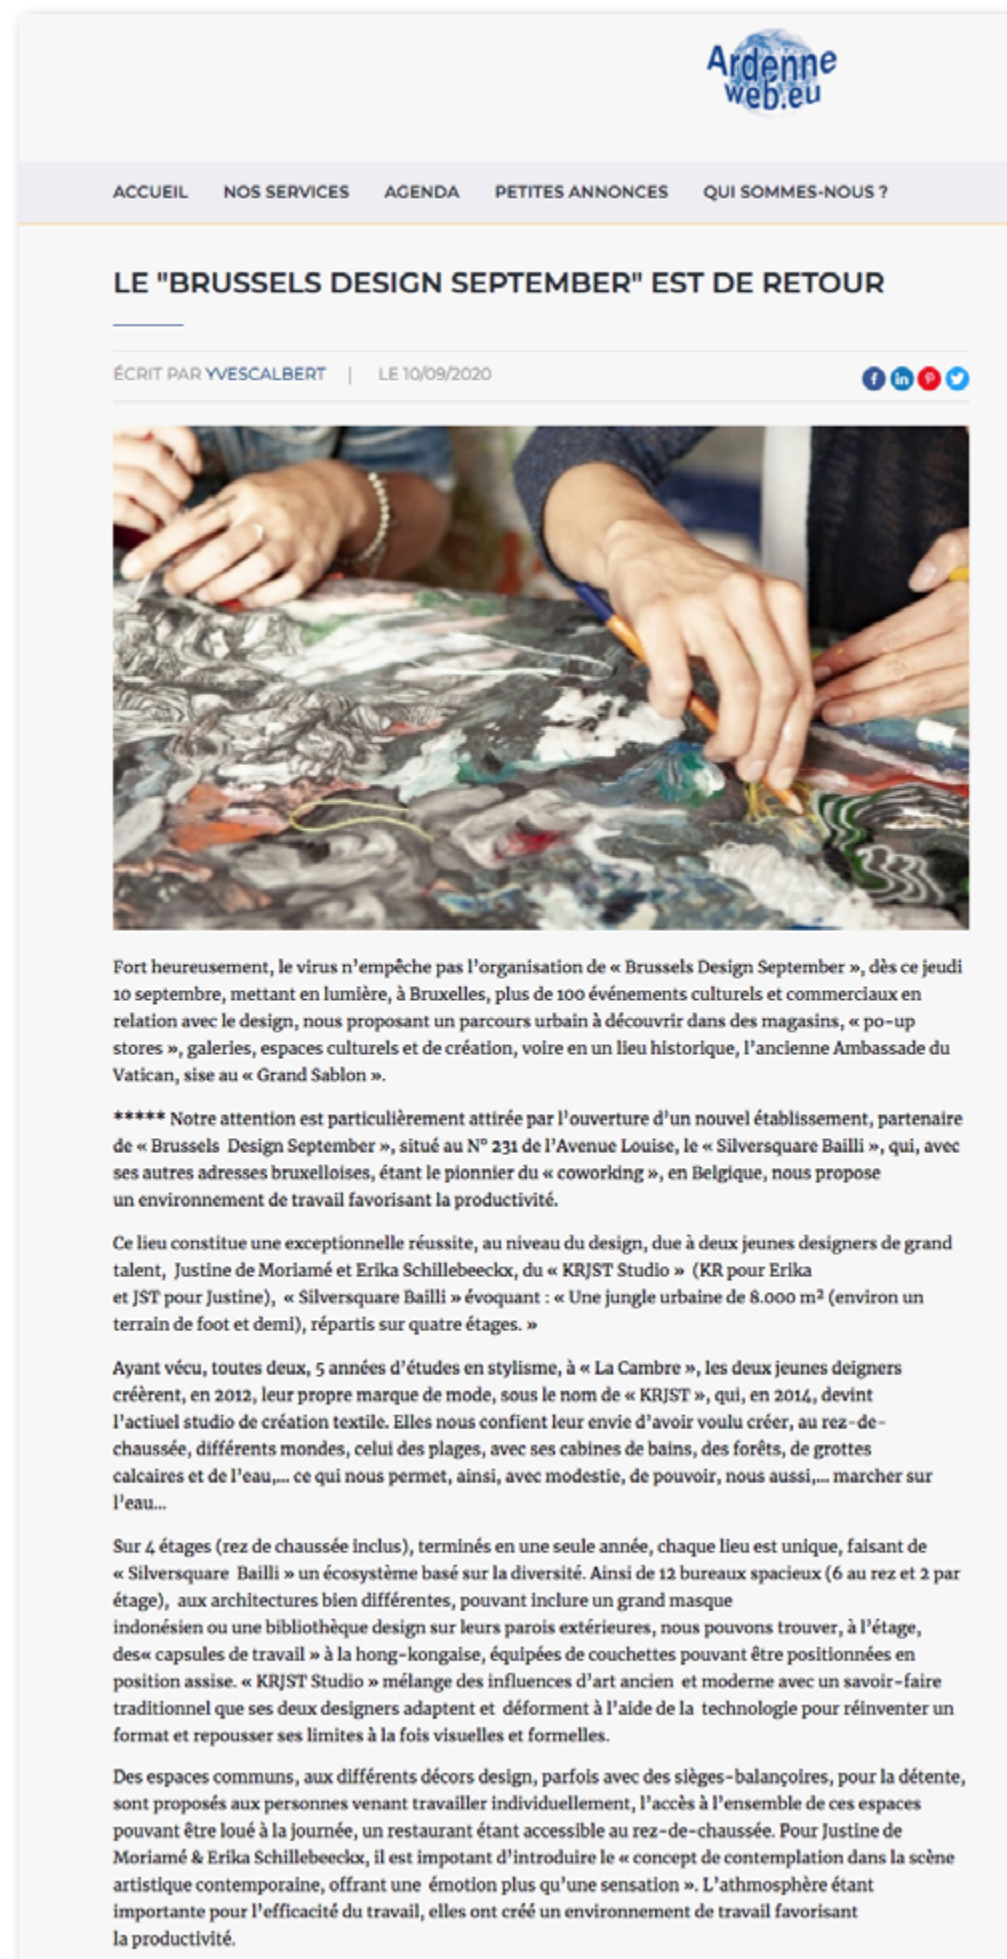 Ardenne
web.eu
ACCUEIL NOS SERVICES AGENDA PETITES ANNONCES QUI SOMMES-NOUS ?
LE "BRUSSELS DESIGN SEPTEMBER" EST DE RETOUR
ÉCRIT PAR YVESCALBERT | LE 10/09/2020
Fort heureusement, le virus n'empêche pas l'organisation de « Brussels Design September », dès ce jeudi
10 septembre, mettant en lumière, à Bruxelles, plus de 100 événements culturels et commerciaux en
relation avec le design, nous proposant un parcours urbain à découvrir dans des magasins, « po-up
stores », galeries, espaces culturels et de création, voire en un lieu historique, l'ancienne Ambassade du
Vatican, sise au « Grand Sablon ».
***** Notre attention est particulièrement attirée par l'ouverture d'un nouvel établissement, partenaire
de « Brussels Design September », situé au N° 231 de l'Avenue Louise, le « Silversquare Bailli », qui, avec
ses autres adresses bruxelloises, étant le pionnier du « coworking », en Belgique, nous propose
un environnement de travail favorisant la productivité.
Ce lieu constitue une exceptionnelle réussite, au niveau du design, due à deux jeunes designers de grand
talent, Justine de Moriamé et Erika Schillebeeckx, du « KRJST Studio » (KR pour Erika
et JST pour Justine), « Silversquare Bailli » évoquant : « Une jungle urbaine de 8.000 m² (environ un
terrain de foot et demi), répartis sur quatre étages. »
Ayant vécu, toutes deux, 5 années d'études en stylisme, à « La Cambre », les deux jeunes deigners
créèrent, en 2012, leur propre marque de mode, sous le nom de « KRJST », qui, en 2014, devint
l'actiuel studio de création textile. Elles nous confient leur envie d'avoir voulu créer, au rez-de-
chaussée, différents mondes, celui des plages, avec ses cabines de bains, des forêts, de grottes
calcaires et de l'eau,... ce qui nous permet, ainsi, avec modestie, de pouvoir, nous aussi,... marcher sur
l'eau...
Sur 4 étages (rez de chaussée inclus), terminés en une seule année, chaque lieu est unique, faisant de
« Silversquare Bailli » un écosystème basé sur la diversité. Ainsi de 12 bureaux spacieux (6 au rez et 2 par
étage), aux architectures bien différentes, pouvant inclure un grand masque
indonésien ou une bibliothèque design sur leurs parois extérieures, nous pouvons trouver, à l'étage,
des« capsules de travail » à la hong-kongaise, équipées de couchettes pouvant être positionnées en
position assise. « KRJST Studio » mélange des influences d'art ancien et moderne avec un savoir-faire
traditionnel que ses deux designers adaptent et déforment à l'aide de la technologie pour réinventer un
format et repousser ses limites à la fois visuelles et formelles.
Des espaces communs, aux différents décors design, parfois avec des sièges-balançoires, pour la détente,
sont proposés aux personnes venant travailler individuellement, l'accès à l'ensemble de ces espaces
pouvant être loué à la journée, un restaurant étant accessible au rez-de-chaussée. Pour Justine de
Moriamé & Erika Schillebeeckx, il est impotant d'introduire le « concept de contemplation dans la scène
artistique contemporaine, offrant une émotion plus qu'une sensation ». L'athmosphère étant
importante pour l'efficacité du travail, elles ont créé un environnement de travail favorisant
la productivité.